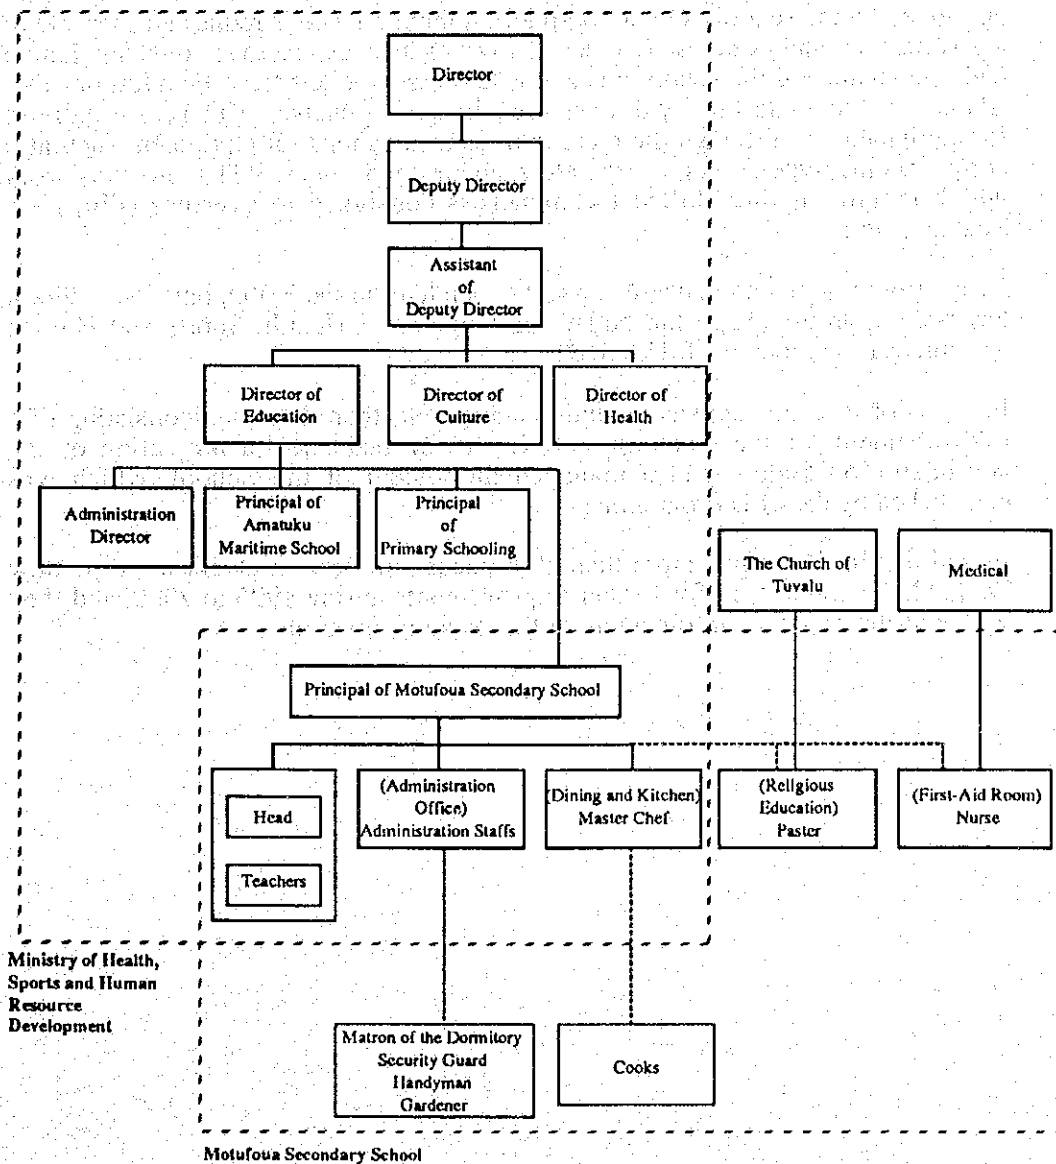 Director
Deputy Director
Assistant
of
Deputy Director
Director of
Education
Director of
Culture
Director of
Health
Administration
Director
Principal of
Amatuku
Maritime School
Principal
of
Primary Schooling
The Church of
Tuvalu
Medical
Principal of Motufoua Secondary School
Head
Teachers
(Administration
Office)
Administration Staffs
(Dining and Kitchen)
Master Chef
(Religious
Education)
Paster
(First-Aid Room)
Nurse
Ministry of Health,
Sports and Human
Resource
Development
Matron of the Dormitory
Security Guard
Handyman
Gardener
Cooks
Motufoua Secondary School